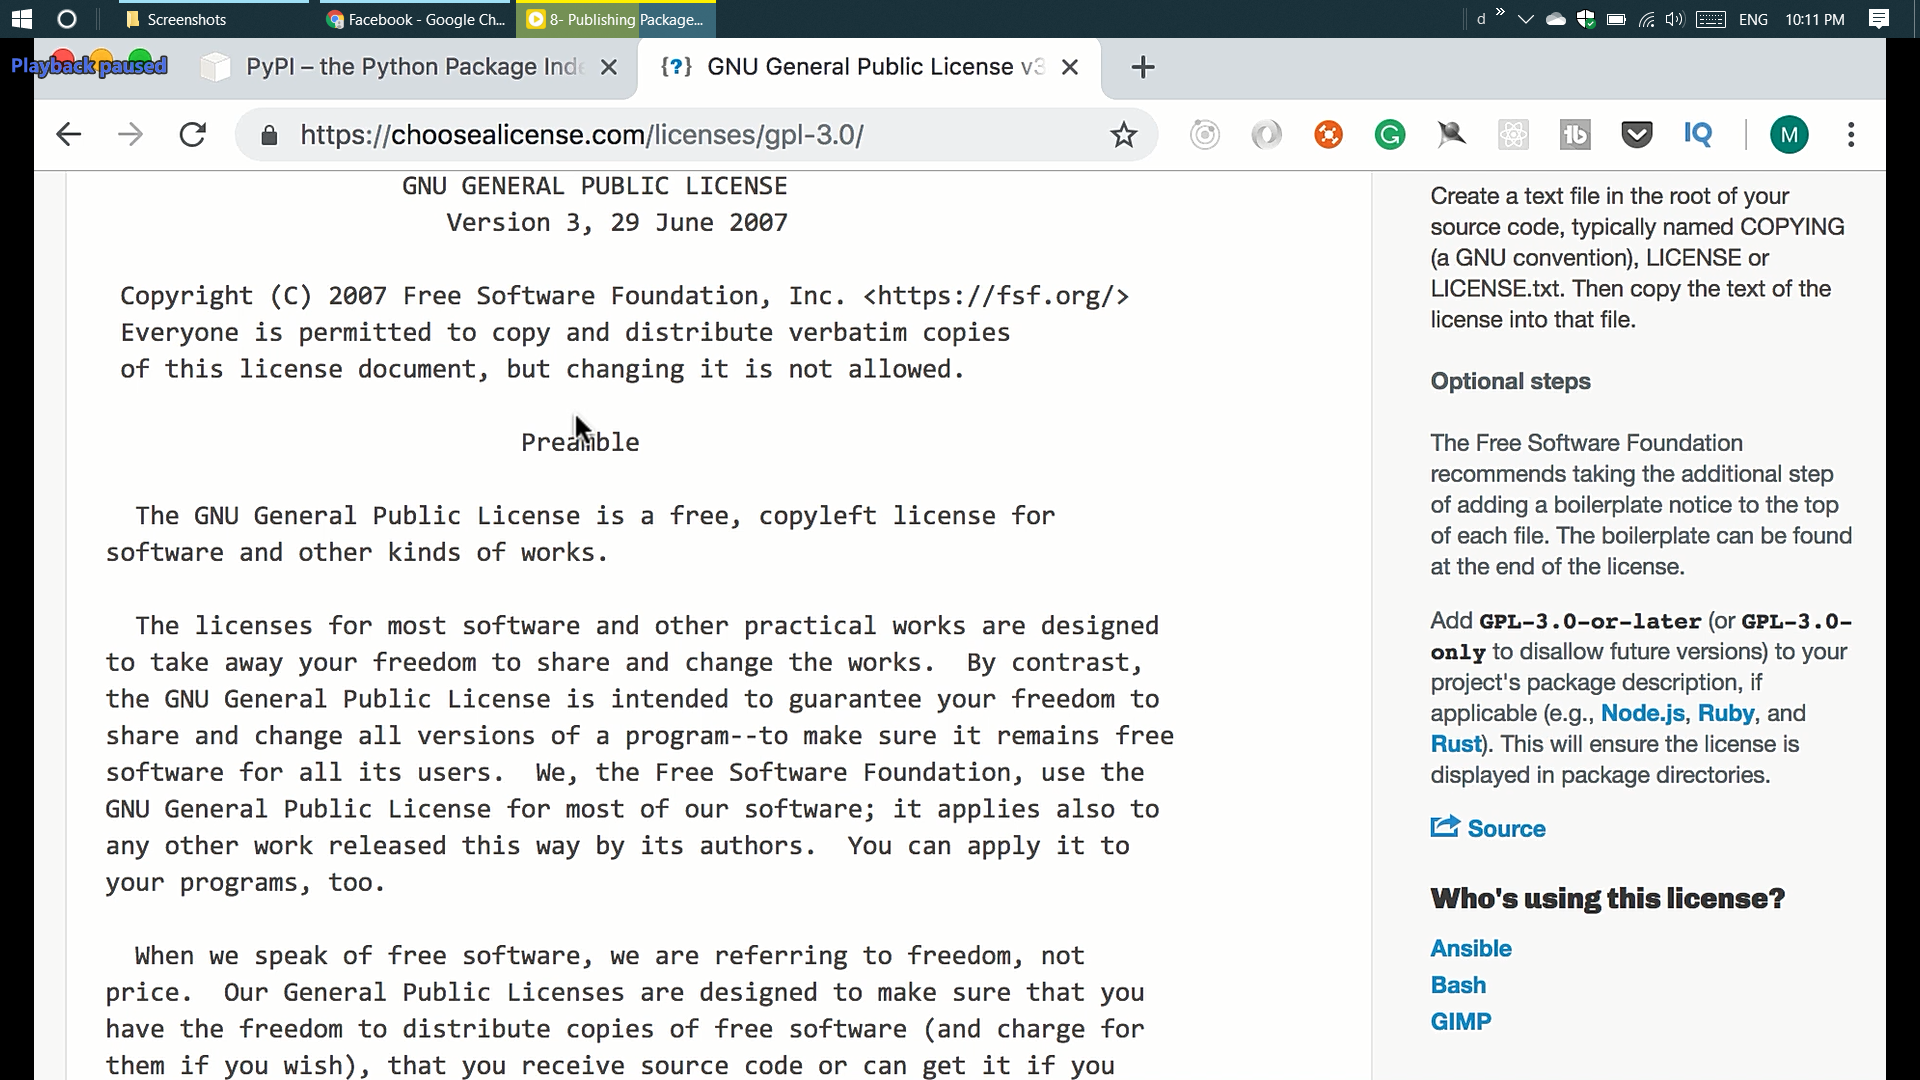 Screenshots
Facebook - Google Ch...
8- Publishing Package...
d
ENG
10:11 PM
Playback paused
PyPI – the Python Package Inde
{?} GNU General Public License v3
https://choosealicense.com/licenses/gpl-3.0/
G
tb
IQ
M
GNU GENERAL PUBLIC LICENSE
Version 3, 29 June 2007
Copyright (C) 2007 Free Software Foundation, Inc. <https://fsf.org/>
Everyone is permitted to copy and distribute verbatim copies
of this license document, but changing it is not allowed.
Preamble
The GNU General Public License is a free, copyleft license for
software and other kinds of works.
The licenses for most software and other practical works are designed
to take away your freedom to share and change the works.  By contrast,
the GNU General Public License is intended to guarantee your freedom to
share and change all versions of a program--to make sure it remains free
software for all its users.  We, the Free Software Foundation, use the
GNU General Public License for most of our software; it applies also to
any other work released this way by its authors.  You can apply it to
your programs, too.
When we speak of free software, we are referring to freedom, not
price.  Our General Public Licenses are designed to make sure that you
have the freedom to distribute copies of free software (and charge for
them if you wish), that you receive source code or can get it if you
Create a text file in the root of your
source code, typically named COPYING
(a GNU convention), LICENSE or
LICENSE.txt. Then copy the text of the
license into that file.
Optional steps
The Free Software Foundation
recommends taking the additional step
of adding a boilerplate notice to the top
of each file. The boilerplate can be found
at the end of the license.
Add GPL-3.0-or-later (or GPL-3.0-
only to disallow future versions) to your
project's package description, if
applicable (e.g., Node.js, Ruby, and
Rust). This will ensure the license is
displayed in package directories.
Source
Who's using this license?
Ansible
Bash
GIMP